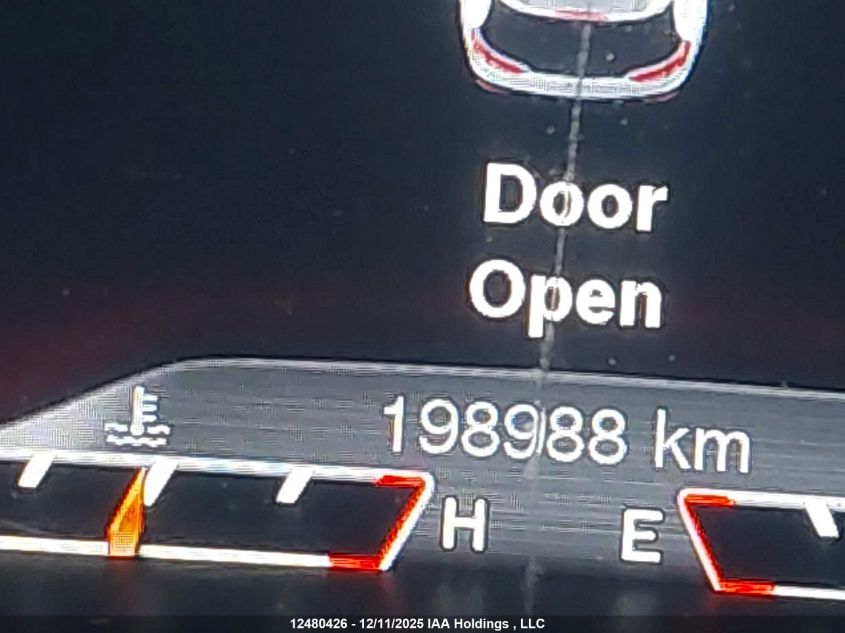 Door
Open
198988 km
H E
12480426 - 12/11/2025 IAA Holdings , LLC